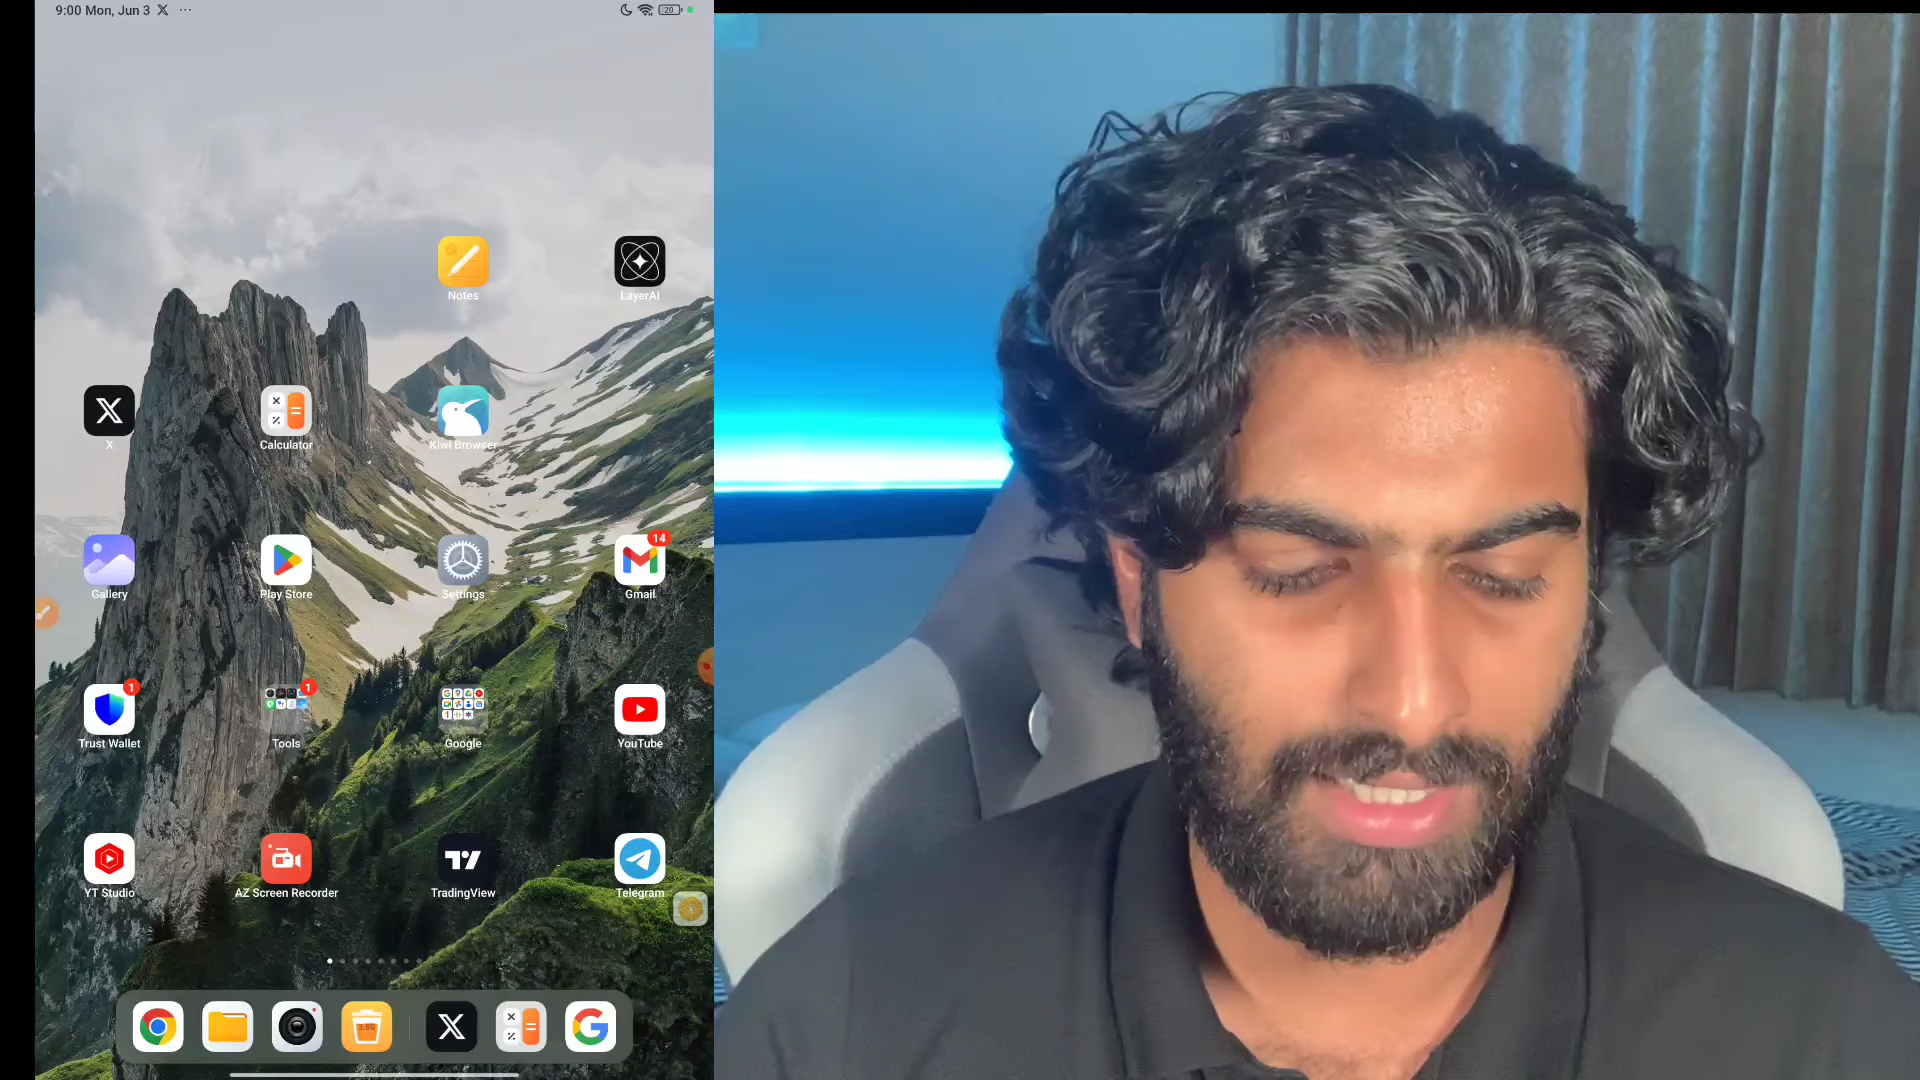 9:00 Mon, Jun 3 X ...
20
Notes
LayerAI
X
Calculator
Kiwi Browser
14
Gallery
Play Store
Settings
Gmail
1
1
Trust Wallet
Tools
Google
YouTube
YT Studio
AZ Screen Recorder
TradingView
Telegram